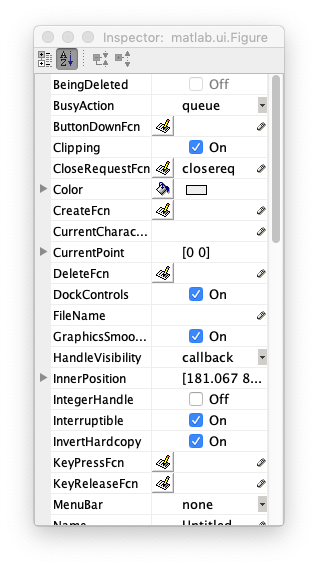 Inspector: matlab.ui.Figure
BeingDeleted Off
BusyAction queue
ButtonDownFcn
Clipping On
CloseRequestFcn closereq
Color
CreateFcn
CurrentCharac...
CurrentPoint [0 0]
DeleteFcn
DockControls On
FileName
GraphicsSmoo... On
HandleVisibility callback
InnerPosition [181.067 8...
IntegerHandle Off
Interruptible On
InvertHardcopy On
KeyPressFcn
KeyReleaseFcn
MenuBar none
Name Untitled